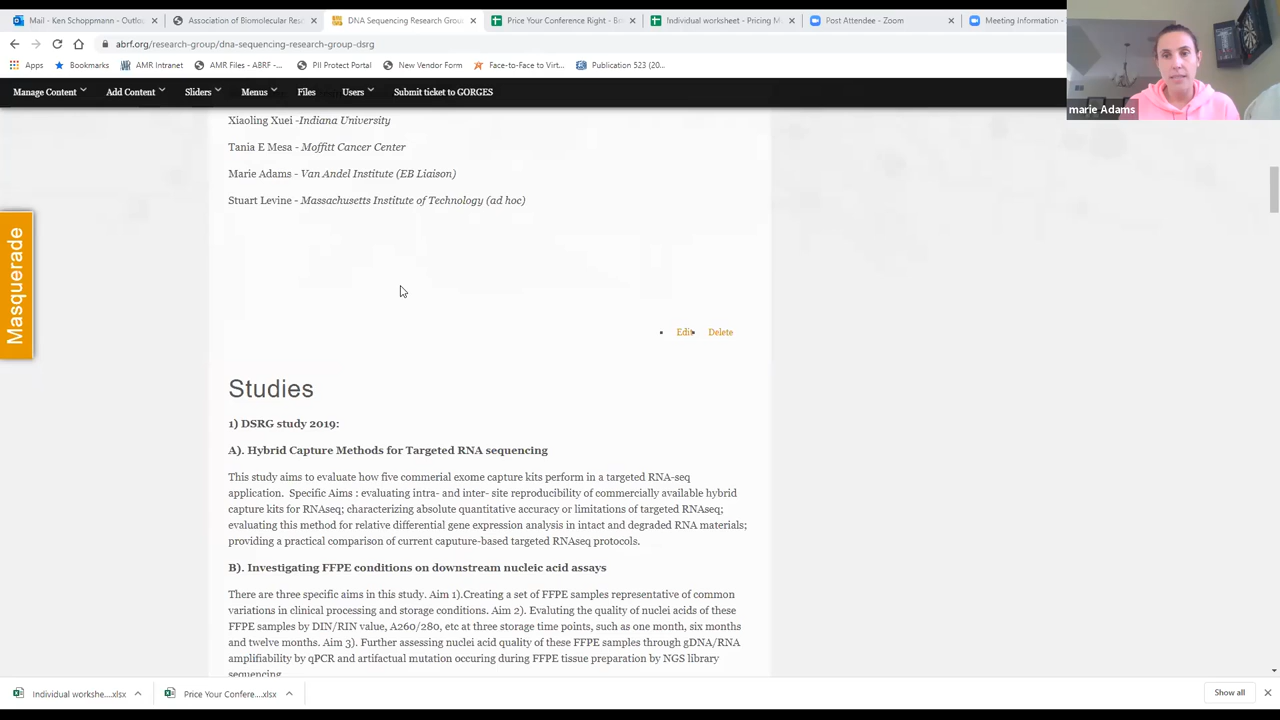 Mail - Ken Schoppmann - Outlo
Association of Biomolecular Res
DNA Sequencing Research Grou
Price Your Conference Right - Bo
Individual worksheet - Pricing M
Post Attendee - Zoom
Meeting Information -
abrf.org/research-group/dna-sequencing-research-group-dsrg
Apps
Bookmarks
AMR Intranet
AMR Files - ABRF -...
PII Protect Portal
New Vendor Form
Face-to-Face to Virt...
Publication 523 (20...
marie Adams
Manage Content
Add Content
Sliders
Menus
Files
Users
Submit ticket to GORGES
Xiaoling Xuei -Indiana University
Tania E Mesa - Moffitt Cancer Center
Marie Adams - Van Andel Institute (EB Liaison)
Stuart Levine - Massachusetts Institute of Technology (ad hoc)
Masquerade
Edit
Delete
Studies
1) DSRG study 2019:
A). Hybrid Capture Methods for Targeted RNA sequencing
This study aims to evaluate how five commerial exome capture kits perform in a targeted RNA-seq
application. Specific Aims : evaluating intra- and inter- site reproducibility of commercially available hybrid
capture kits for RNAseq; characterizing absolute quantitative accuracy or limitations of targeted RNAseq;
evaluating this method for relative differential gene expression analysis in intact and degraded RNA materials;
providing a practical comparison of current caputure-based targeted RNAseq protocols.
B). Investigating FFPE conditions on downstream nucleic acid assays
There are three specific aims in this study. Aim 1).Creating a set of FFPE samples representative of common
variations in clinical processing and storage conditions. Aim 2). Evaluting the quality of nuclei acids of these
FFPE samples by DIN/RIN value, A260/280, etc at three storage time points, such as one month, six months
and twelve months. Aim 3). Further assessing nuclei acid quality of these FFPE samples through gDNA/RNA
amplifiability by qPCR and artifactual mutation occuring during FFPE tissue preparation by NGS library
sequencing
Individual workshe....xlsx
Price Your Confere....xlsx
Show all